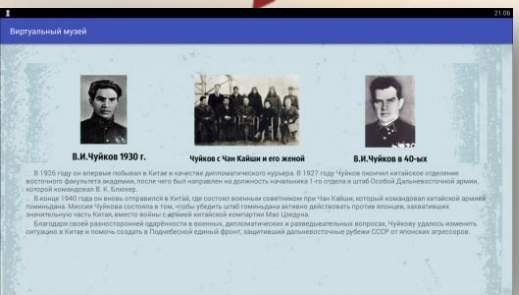 21:06
Виртуальный музей
В.И.Чуйков 1930 г.
Чуйков с Чан Кайши и его женой
В.И.Чуйков в 40-ых
В 1926 году он впервые побывал в Китае в качестве дипломатического курьера. В 1927 году Чуйков окончил китайское отделение
восточного факультета академии, после чего был направлен на должность начальника 1-го отдела в штаб Особой Дальневосточной армии,
которой командовал В. К. Блюхер.
В конце 1940 года он вновь отправился в Китай, где состоял военным советником при Чан Кайши, который командовал китайской армией
гоминьдана. Миссия Чуйкова состояла в том, чтобы убедить штаб гоминьдана активно действовать против японцев, захвативших
значительную часть Китая, вместо войны с армией китайской компартии Мао Цзедуна.
Благодаря своей разносторонней одарённости в военных, дипломатических и разведывательных вопросах, Чуйкову удалось изменить
ситуацию в Китае и помочь создать в Поднебесной единый фронт, защитивший дальневосточные рубежи СССР от японских агрессоров.